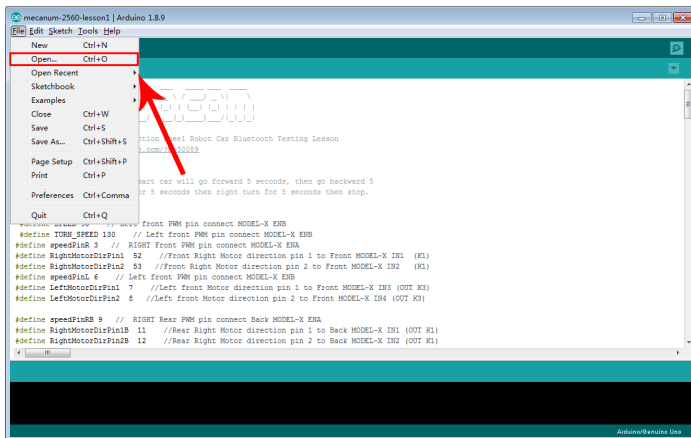 mecanum-2560-lesson1 | Arduino 1.8.9
File Edit Sketch Tools Help
New Ctrl+N
Open... Ctrl+O
Open Recent
Sketchbook
Examples
Close Ctrl+W
Save Ctrl+S
Save As... Ctrl+Shift+S
Page Setup Ctrl+Shift+P
Print Ctrl+P
Preferences Ctrl+Comma
Quit Ctrl+Q
Robot Car Bluetooth Testing Lesson
30089
car will go forward 5 seconds, then go backward 5
for 5 seconds then right turn for 5 seconds then stop.
front PWM pin connect MODEL-X ENB
#define TURN_SPEED 130 // Left front PWM pin connect MODEL-X ENB
#define speedPinR 3 // RIGHT Front PWM pin connect MODEL-X ENA
#define RightMotorDirPin1 52 //Front Right Motor direction pin 1 to Front MODEL-X IN1 (K1)
#define RightMotorDirPin2 53 //Front Right Motor direction pin 2 to Front MODEL-X IN2 (K1)
#define speedPinL 6 // Left front PWM pin connect MODEL-X ENB
#define LeftMotorDirPin1 7 //Left front Motor direction pin 1 to Front MODEL-X IN3 (OUT K3)
#define LeftMotorDirPin2 8 //Left front Motor direction pin 2 to Front MODEL-X IN4 (OUT K3)
#define speedPinRB 9 // RIGHT Rear PWM pin connect Back MODEL-X ENA
#define RightMotorDirPin1B 11 //Rear Right Motor direction pin 1 to Back MODEL-X IN1 (OUT K1)
#define RightMotorDirPin2B 12 //Rear Right Motor direction pin 2 to Back MODEL-X IN2 (OUT K1)
Arduino/Genuino Uno